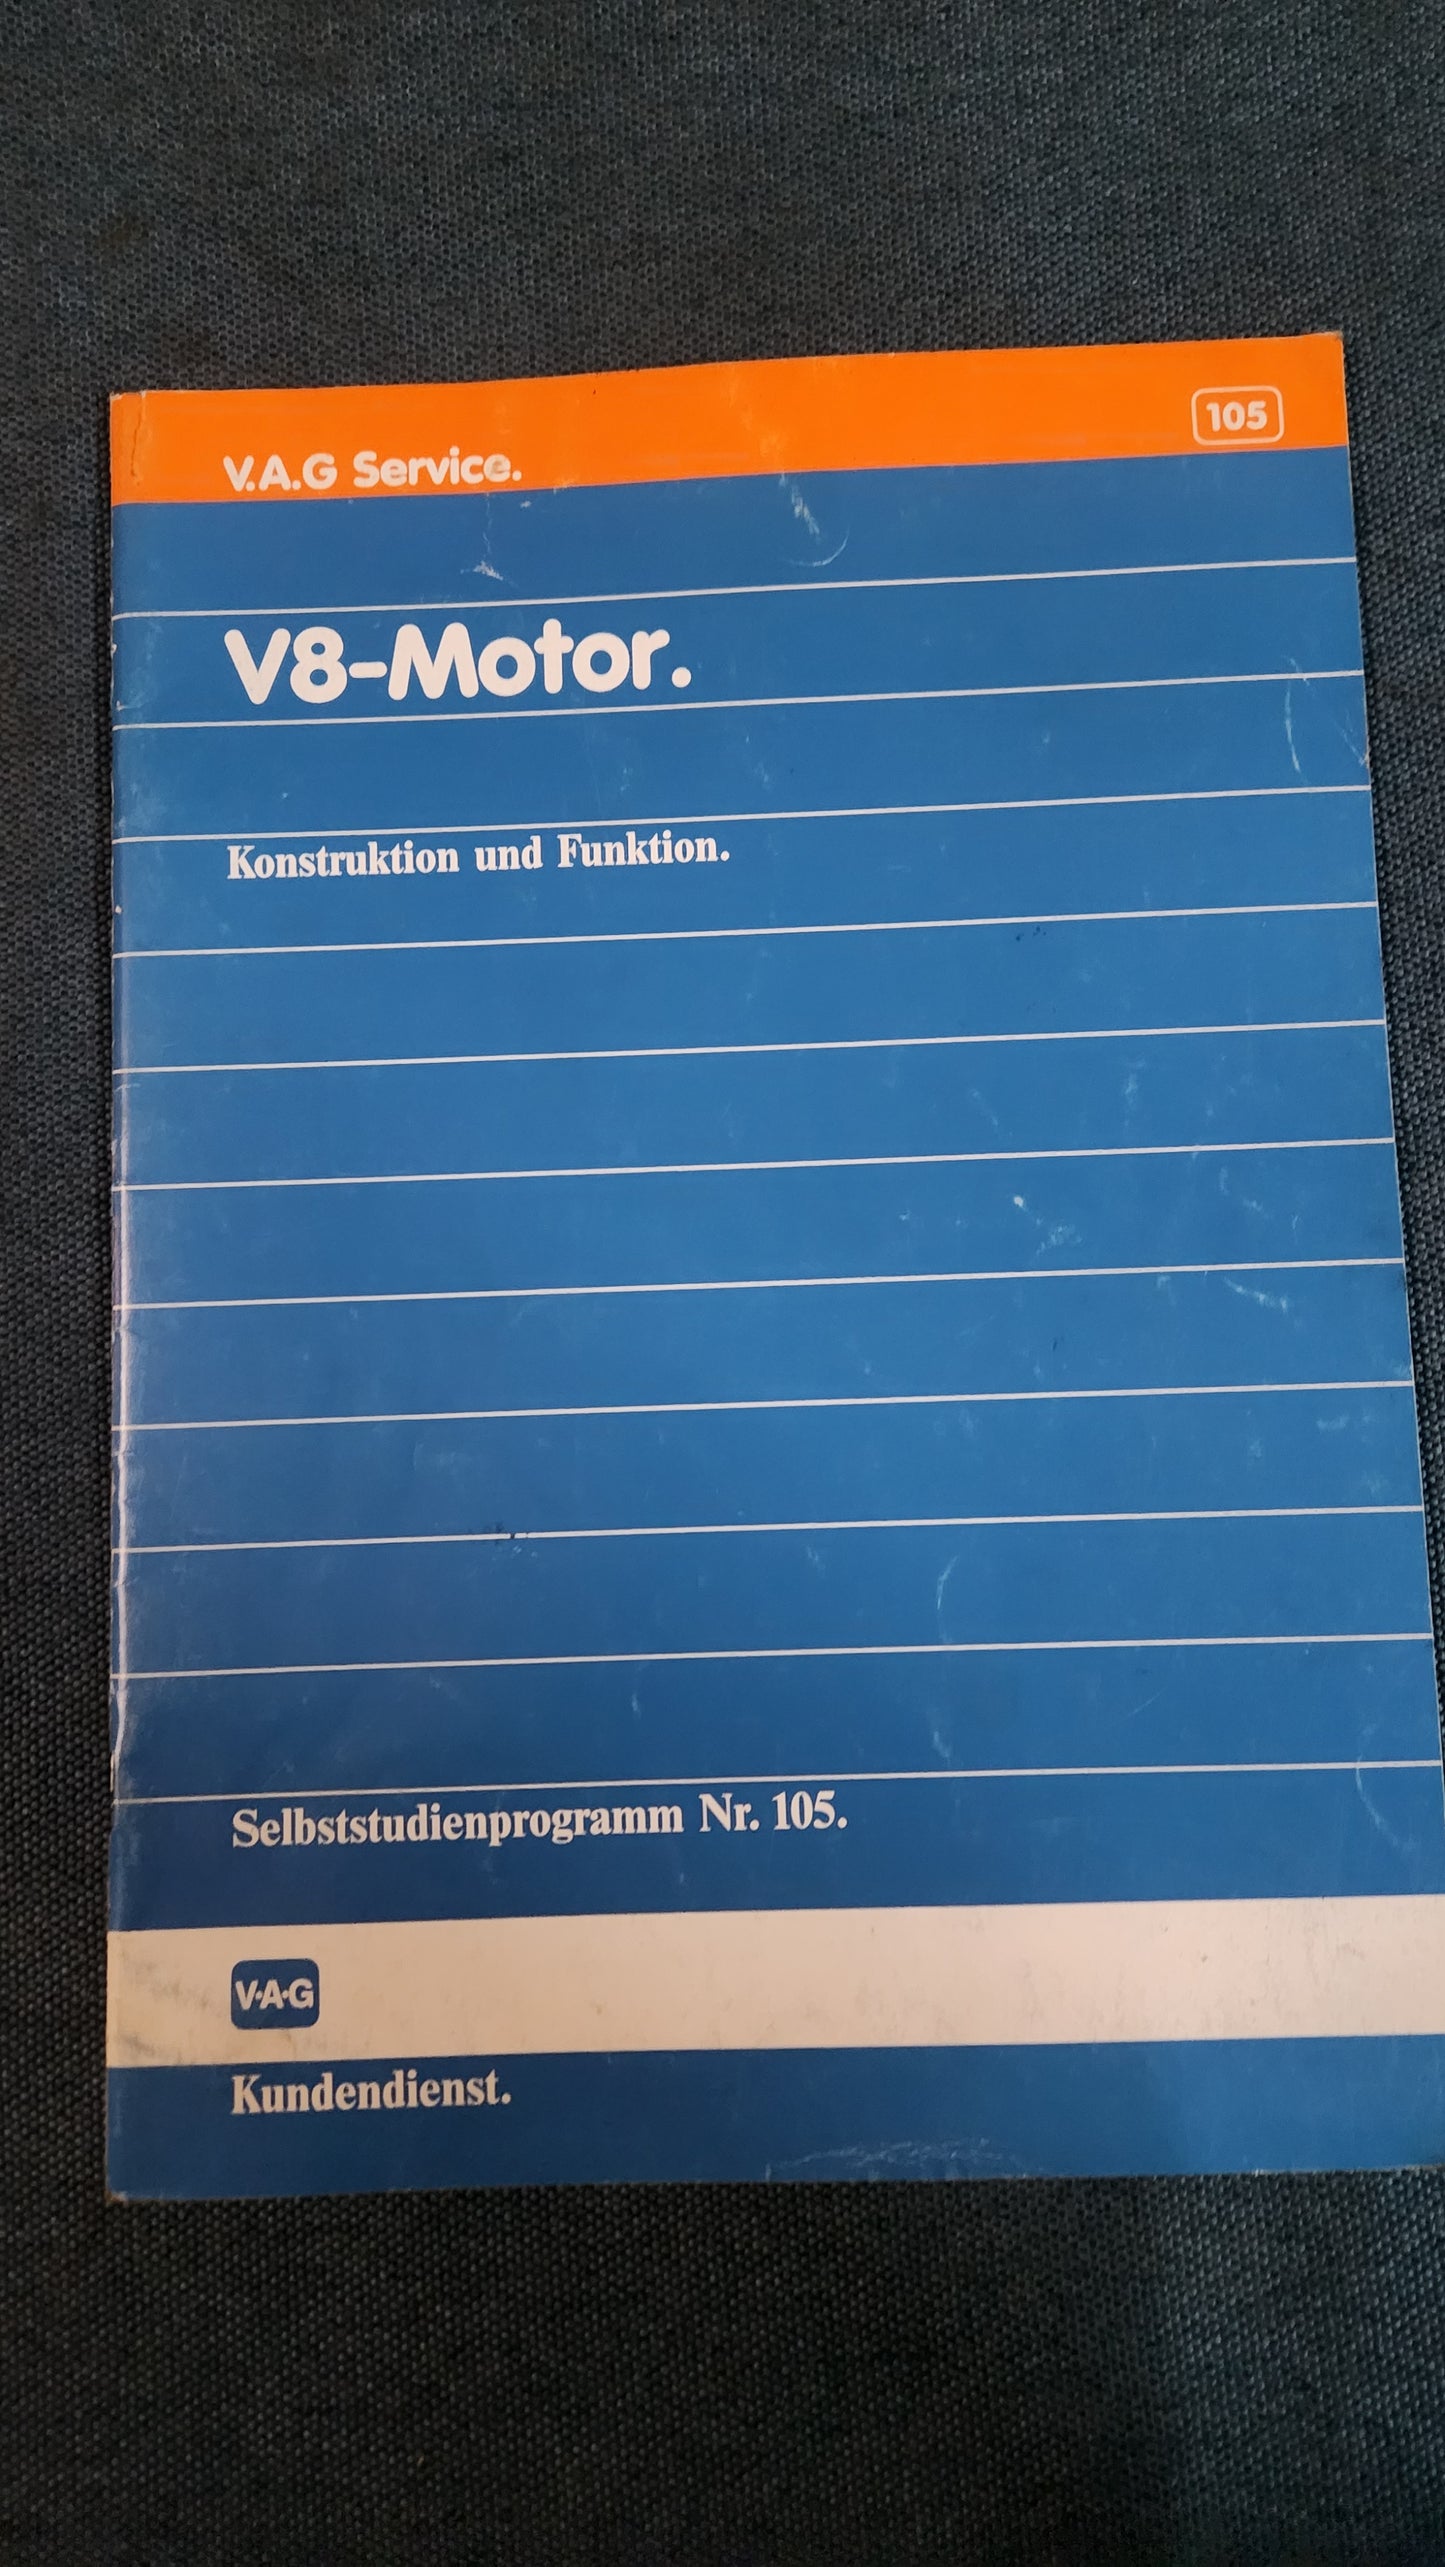 105
V.A.G Service.
V8-Motor.
Konstruktion und Funktion.
Selbststudienprogramm Nr. 105.
V·A·G
Kundendienst.